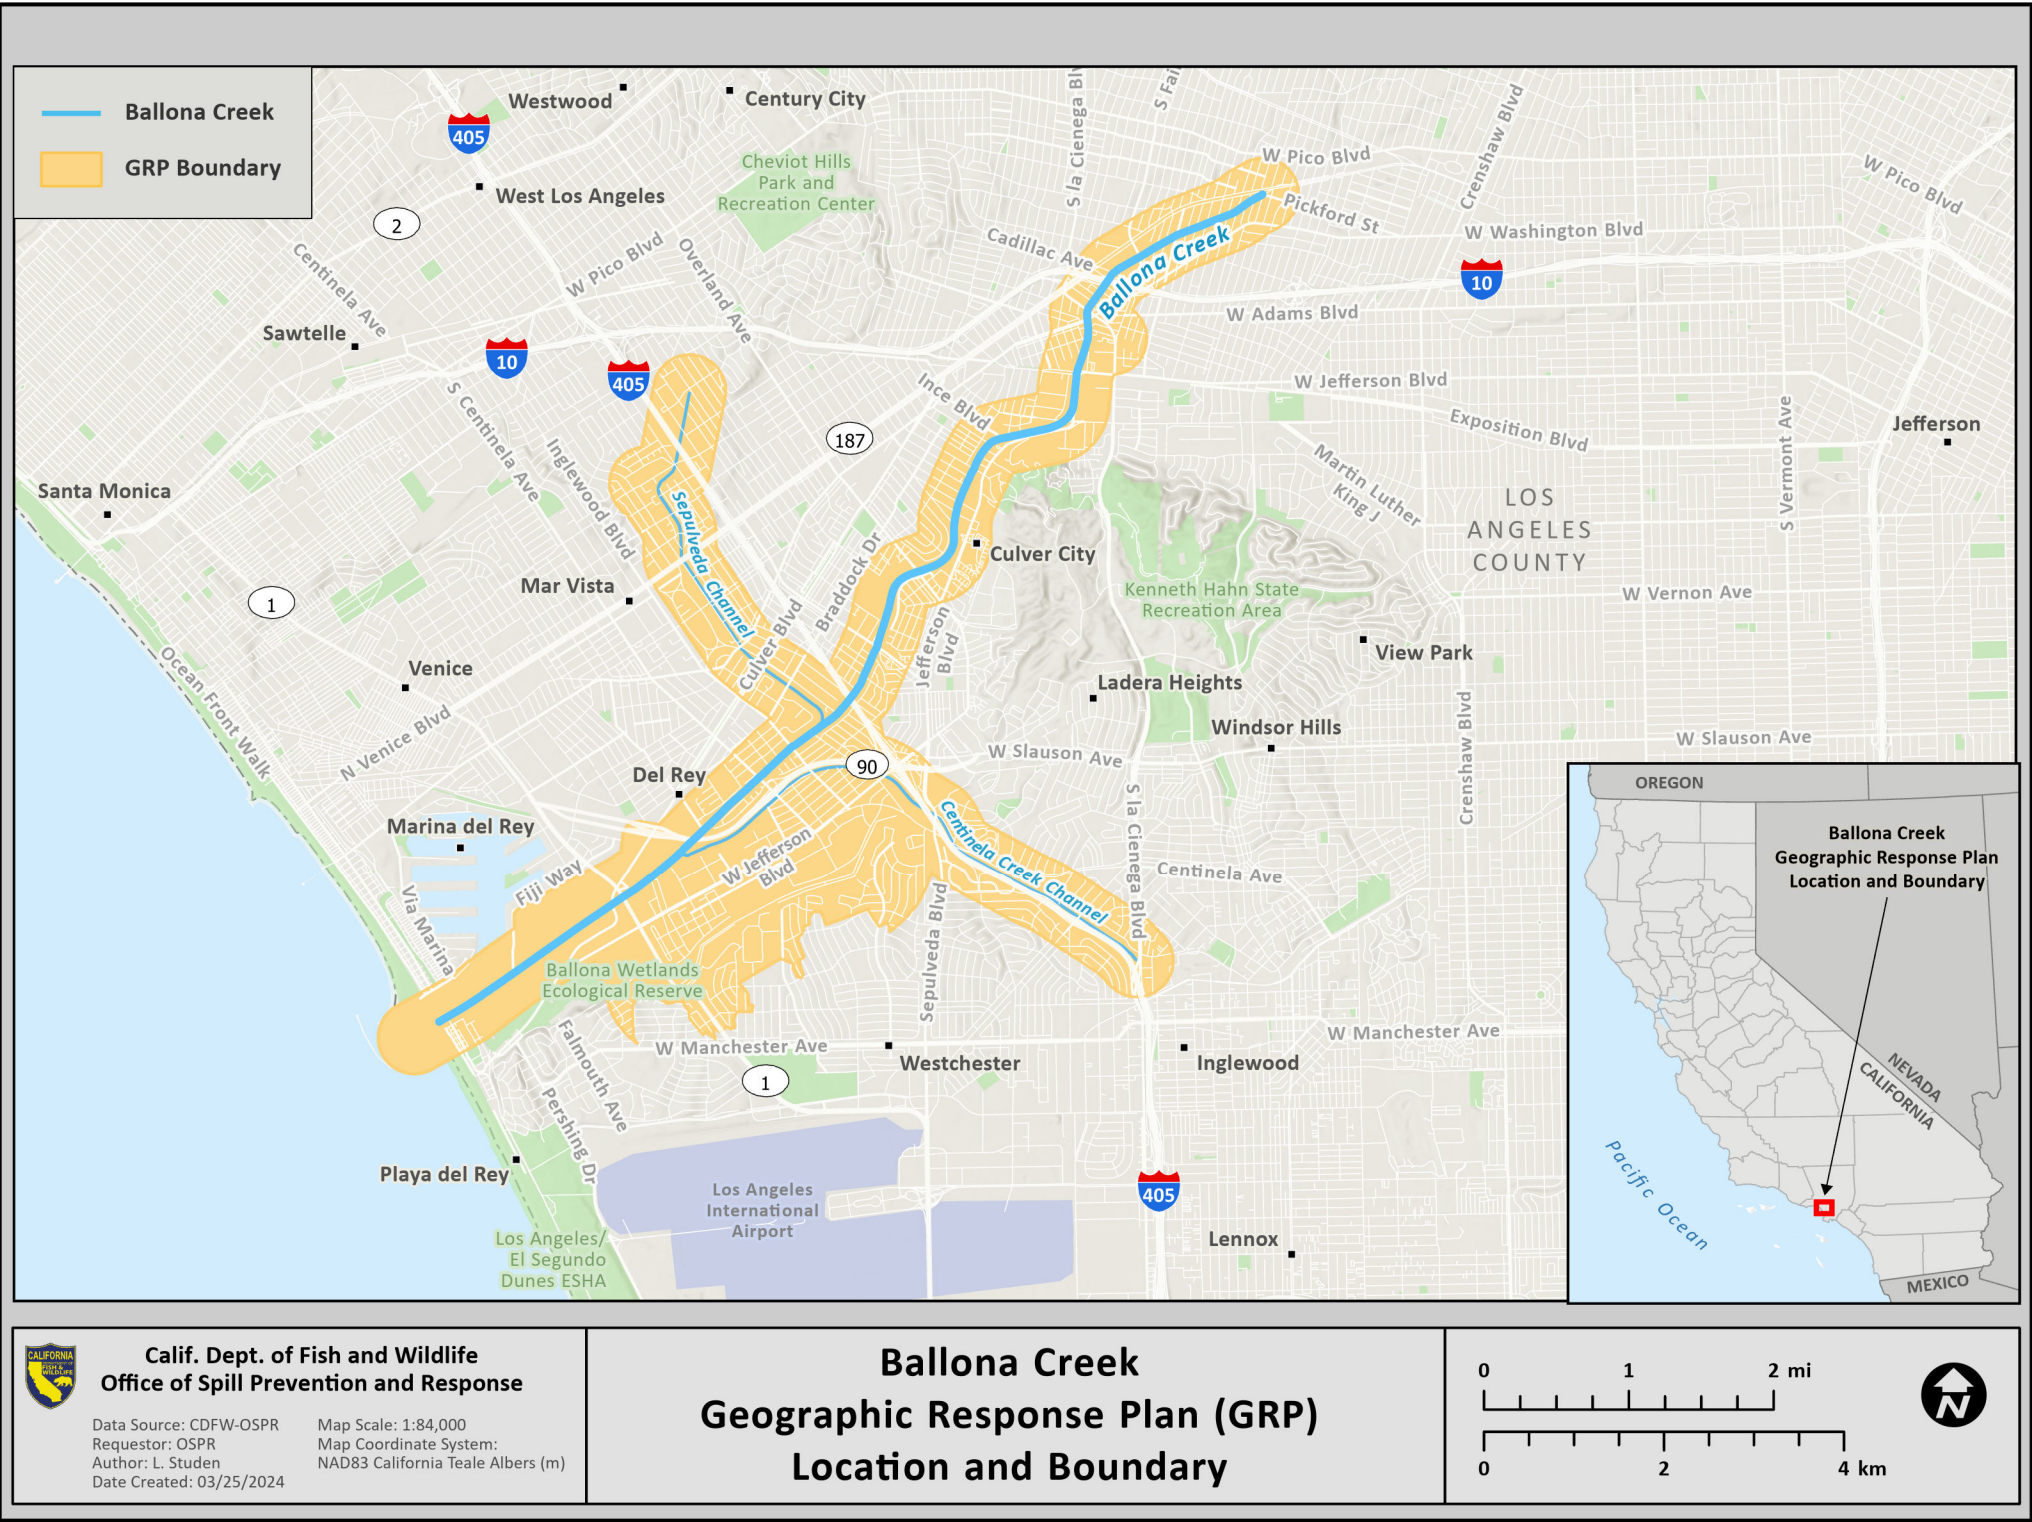 Ballona Creek
GRP Boundary
405
Westwood
Century City
West Los Angeles
2
Cheviot Hills
Park and
Recreation Center
S la Cienega Blv
S Fai
W Pico Blvd
Crenshaw Blvd
W Pico Blvd
Pickford St
W Washington Blvd
Centinela Ave
W Pico Blvd
Overland Ave
Cadillac Ave
Ballona Creek
10
W Adams Blvd
Sawtelle
10
405
S Centinela Ave
Ince Blvd
W Jefferson Blvd
Exposition Blvd
S Vermont Ave
Jefferson
187
Inglewood Blvd
Martin Luther
King J
Santa Monica
Sepulveda Channel
LOS
ANGELES
COUNTY
Culver City
Braddock Dr
Mar Vista
Kenneth Hahn State
Recreation Area
W Vernon Ave
1
Culver Blvd
Jefferson
Blvd
View Park
Ocean Front Walk
Venice
Ladera Heights
Windsor Hills
Crenshaw Blvd
N Venice Blvd
W Slauson Ave
W Slauson Ave
90
Del Rey
S la Cienega Blvd
Marina del Rey
Centinela Creek Channel
W Jefferson
Blvd
Fiji Way
Centinela Ave
Via Marina
Sepulveda Blvd
Ballona Wetlands
Ecological Reserve
Falmouth Ave
W Manchester Ave
W Manchester Ave
Westchester
Inglewood
1
Pershing Dr
Playa del Rey
Los Angeles
International
Airport
405
Lennox
Los Angeles/
El Segundo
Dunes ESHA
OREGON
Ballona Creek
Geographic Response Plan
Location and Boundary
NEVADA
CALIFORNIA
Pacific Ocean
MEXICO
CALIFORNIA
FISH &
WILDLIFE
Calif. Dept. of Fish and Wildlife
Office of Spill Prevention and Response
Data Source: CDFW-OSPR
Requestor: OSPR
Author: L. Studen
Date Created: 03/25/2024
Map Scale: 1:84,000
Map Coordinate System:
NAD83 California Teale Albers (m)
Ballona Creek
Geographic Response Plan (GRP)
Location and Boundary
0 1 2 mi
0 2 4 km
N